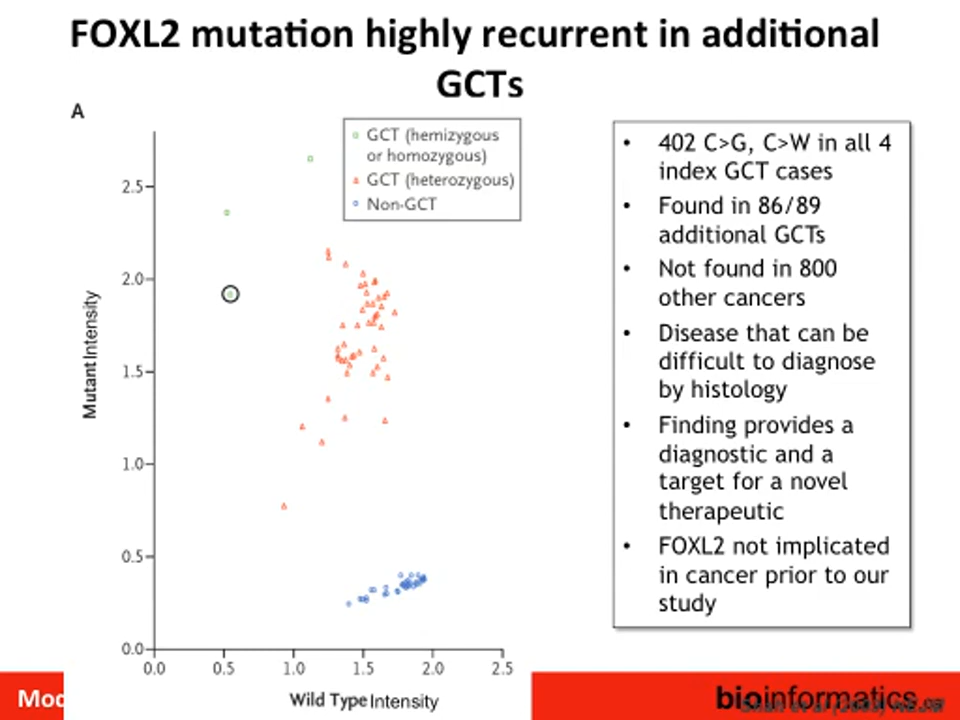 FOXL2 mutation highly recurrent in additional
GCTs
A
GCT (hemizygous
or homozygous)
GCT (heterozygous)
Non-GCT
2.5
2.0
1.5
1.0
0.5
0.0
0.0 0.5 1.0 1.5 2.0 2.5
Mutant Intensity
Wild Type Intensity
• 402 C>G, C>W in all 4
index GCT cases
• Found in 86/89
additional GCTs
• Not found in 800
other cancers
• Disease that can be
difficult to diagnose
by histology
• Finding provides a
diagnostic and a
target for a novel
therapeutic
• FOXL2 not implicated
in cancer prior to our
study
bioinformatics.ca